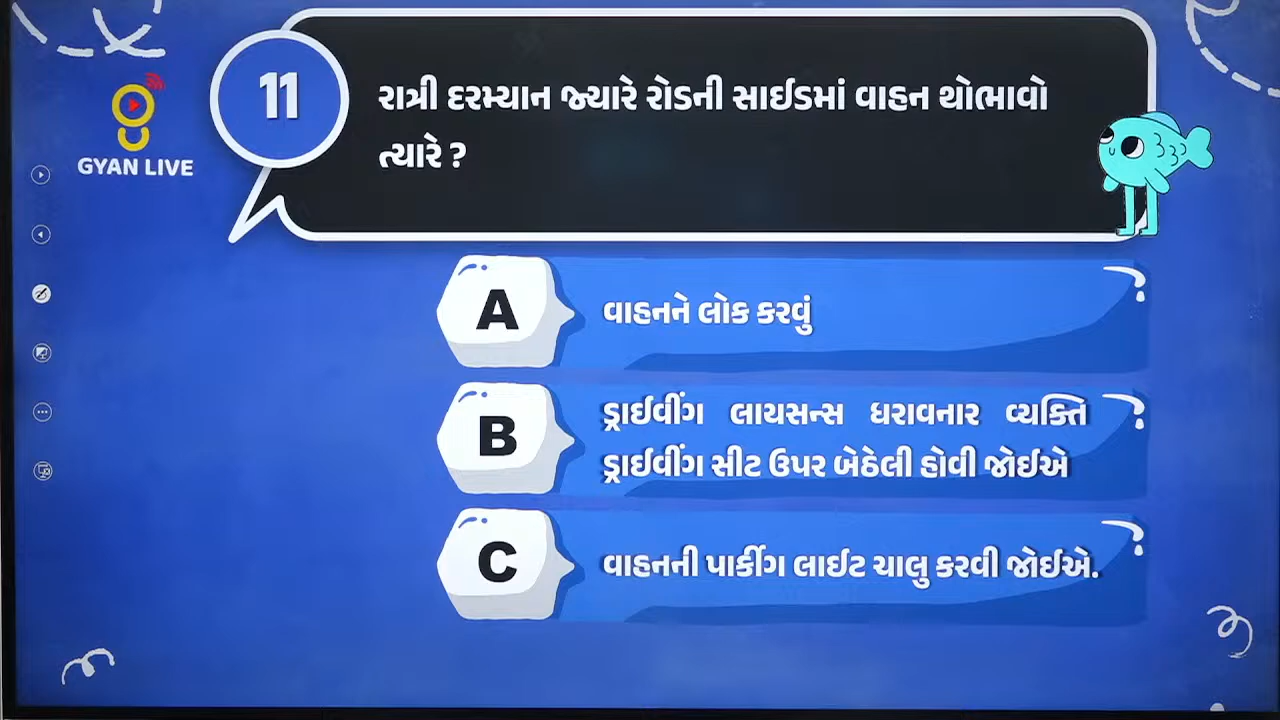 11
રાત્રી દરમ્યાન જ્યારે રોડની સાઈડમાં વાહન થોભાવો
ત્યારે ?
GYAN LIVE
A
વાહનને લોક કરવું
B
ડ્રાઈવીંગ લાયસન્સ ધરાવનાર વ્યક્તિ
ડ્રાઈવીંગ સીટ ઉપર બેઠેલી હોવી જોઈએ
C
વાહનની પાર્કીંગ લાઈટ ચાલુ કરવી જોઈએ.